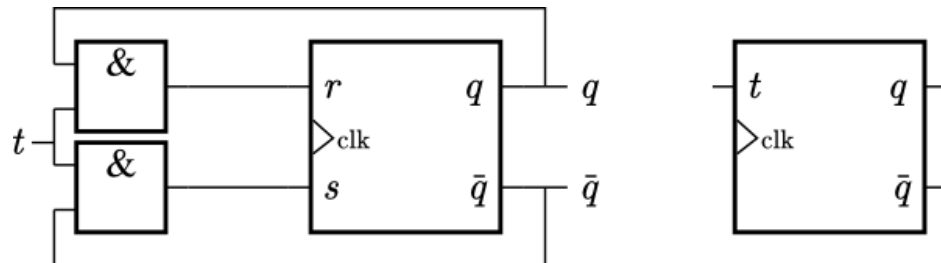 &
r q q t q
t clk clk
&
s q̄ q̄ q̄